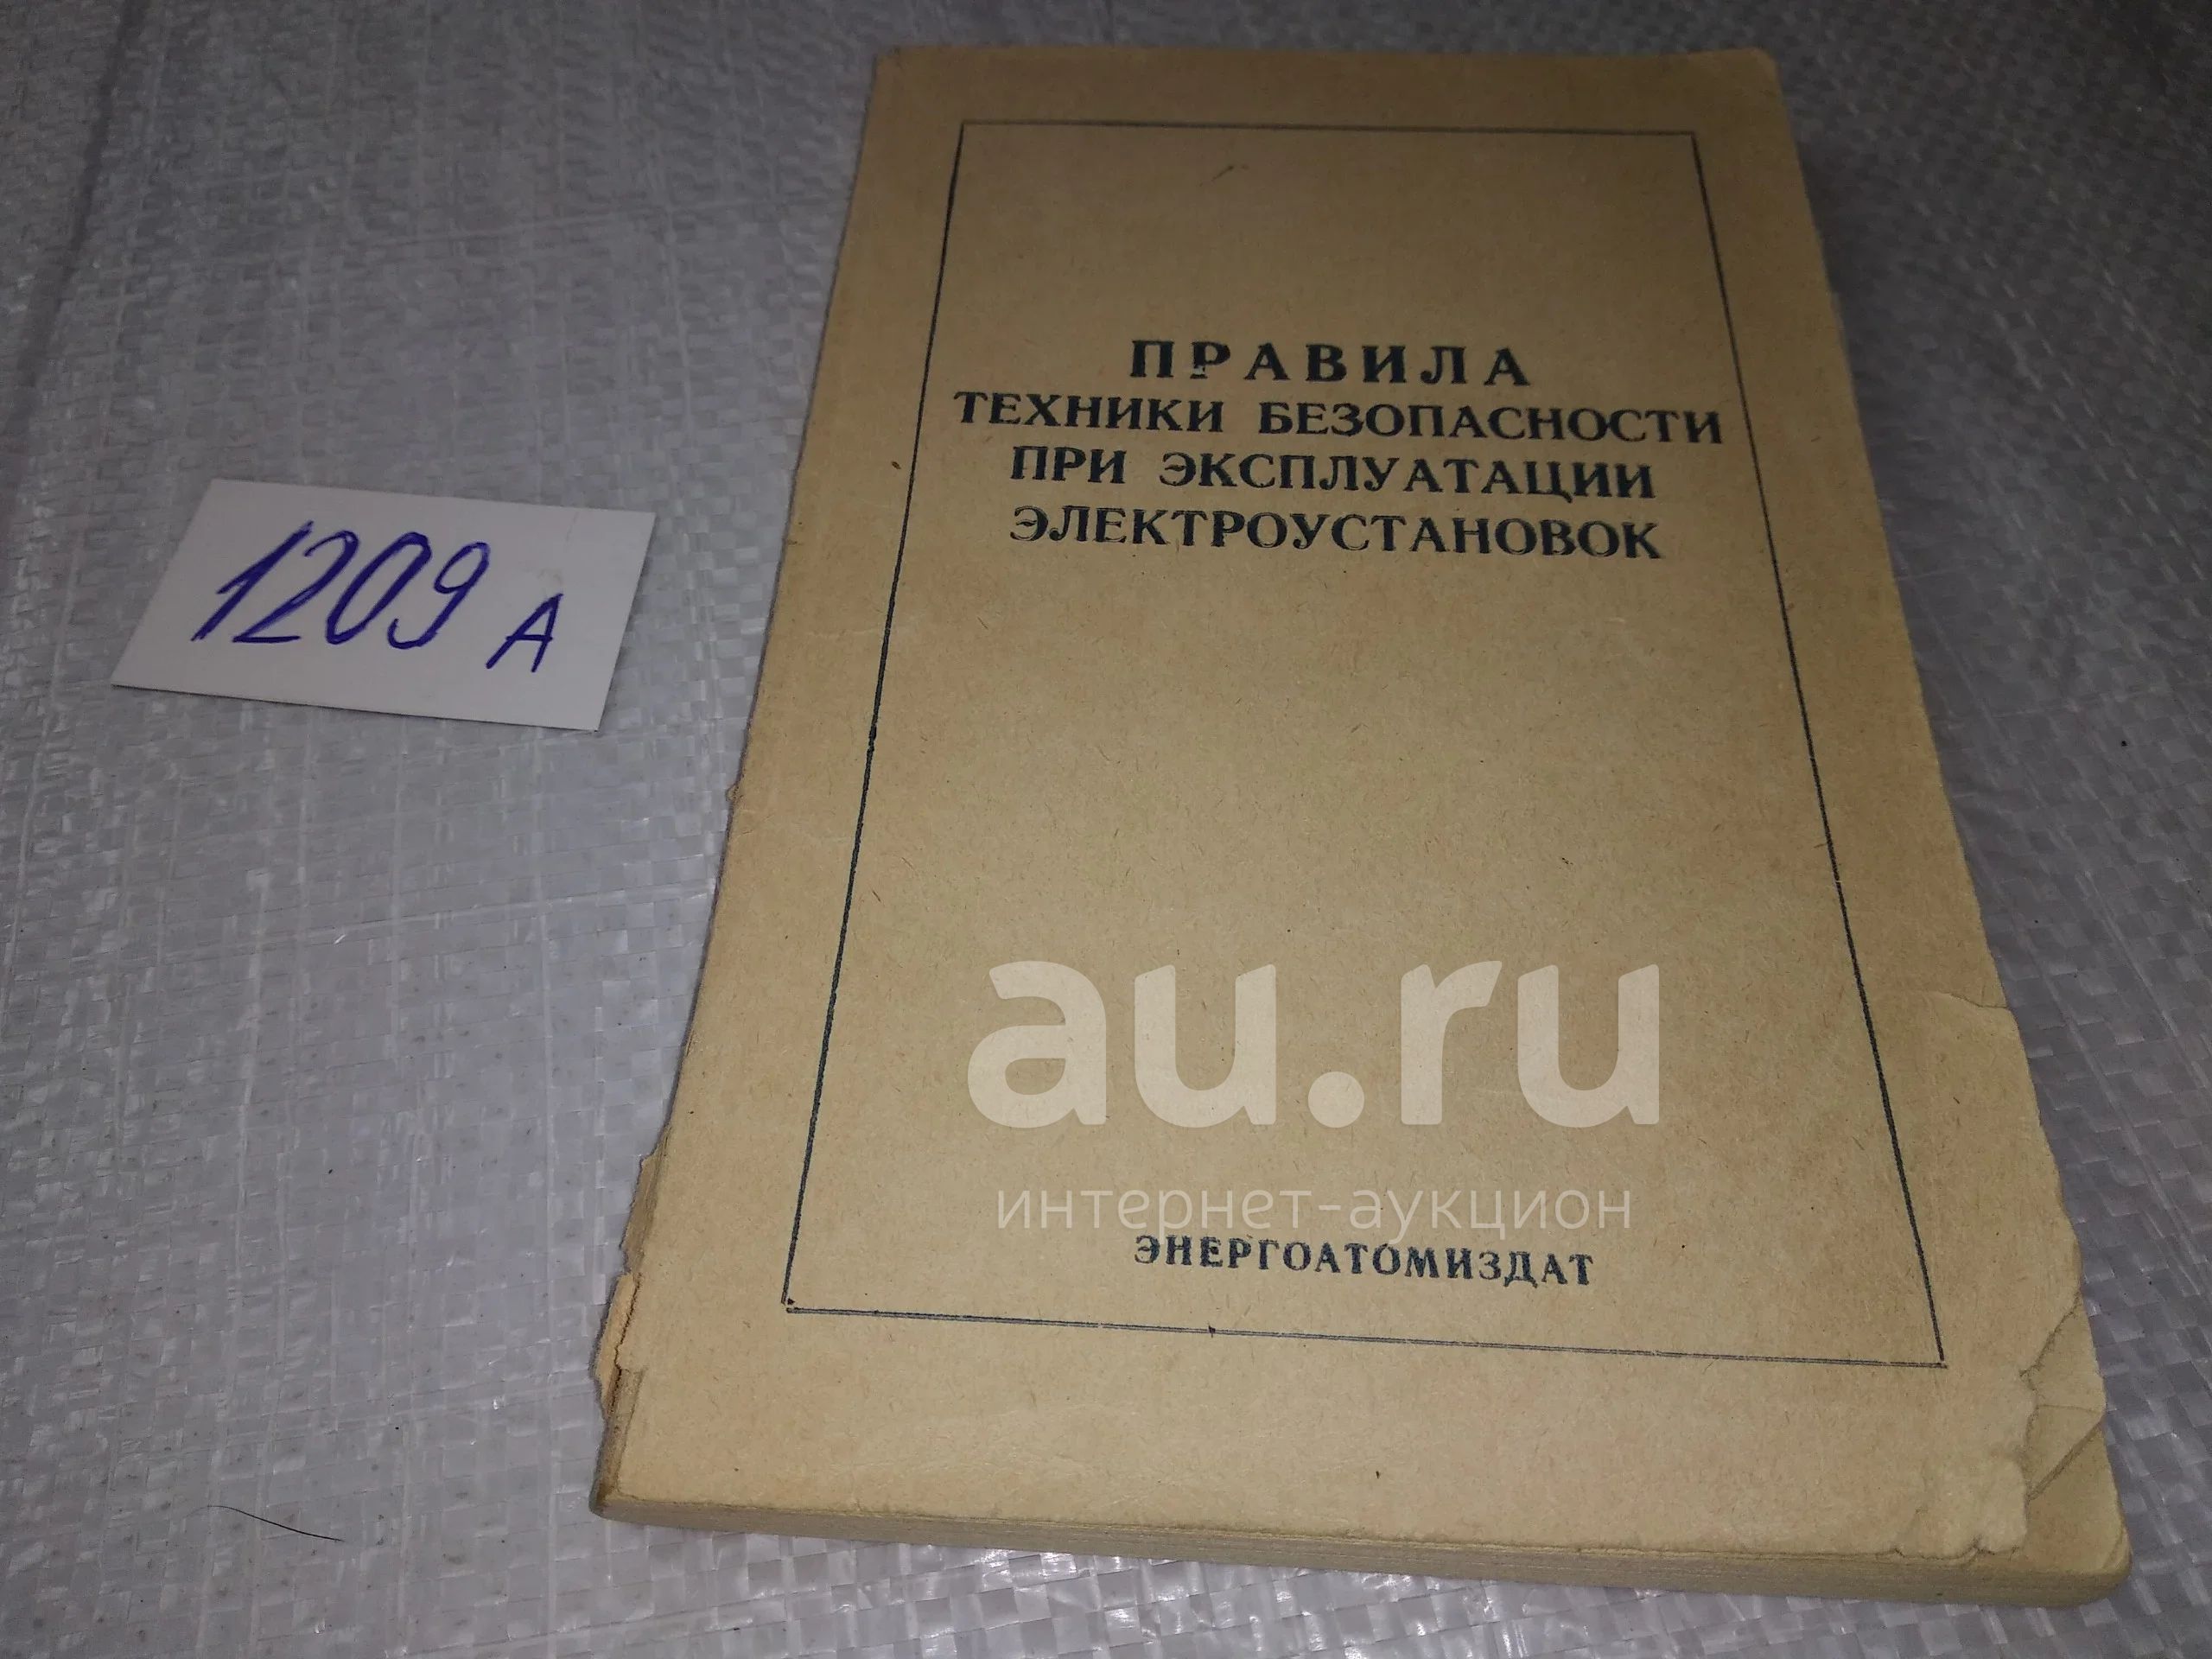 1209 А
ПРАВИЛА
ТЕХНИКИ БЕЗОПАСНОСТИ
ПРИ ЭКСПЛУАТАЦИИ
ЭЛЕКТРОУСТАНОВОК
au.ru
интернет-аукцион
ЭНЕРГОАТОМИЗДАТ